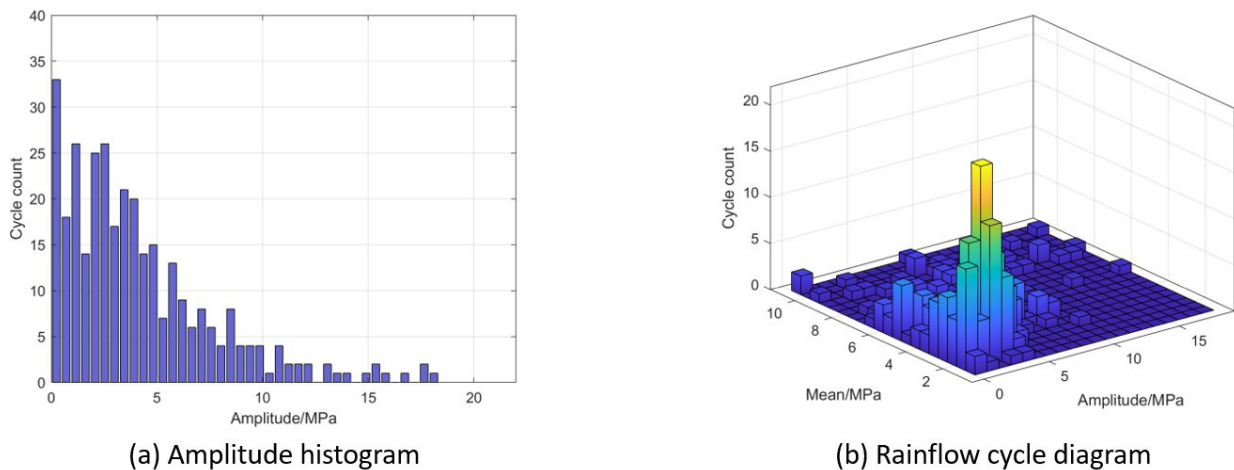 40
35
30
25
20
15
10
5
0
Cycle count
0 5 10 15 20
Amplitude/MPa
(a) Amplitude histogram
20
15
10
5
0
Cycle count
10 8 6 4 2
Mean/MPa
0 5 10 15
Amplitude/MPa
(b) Rainflow cycle diagram